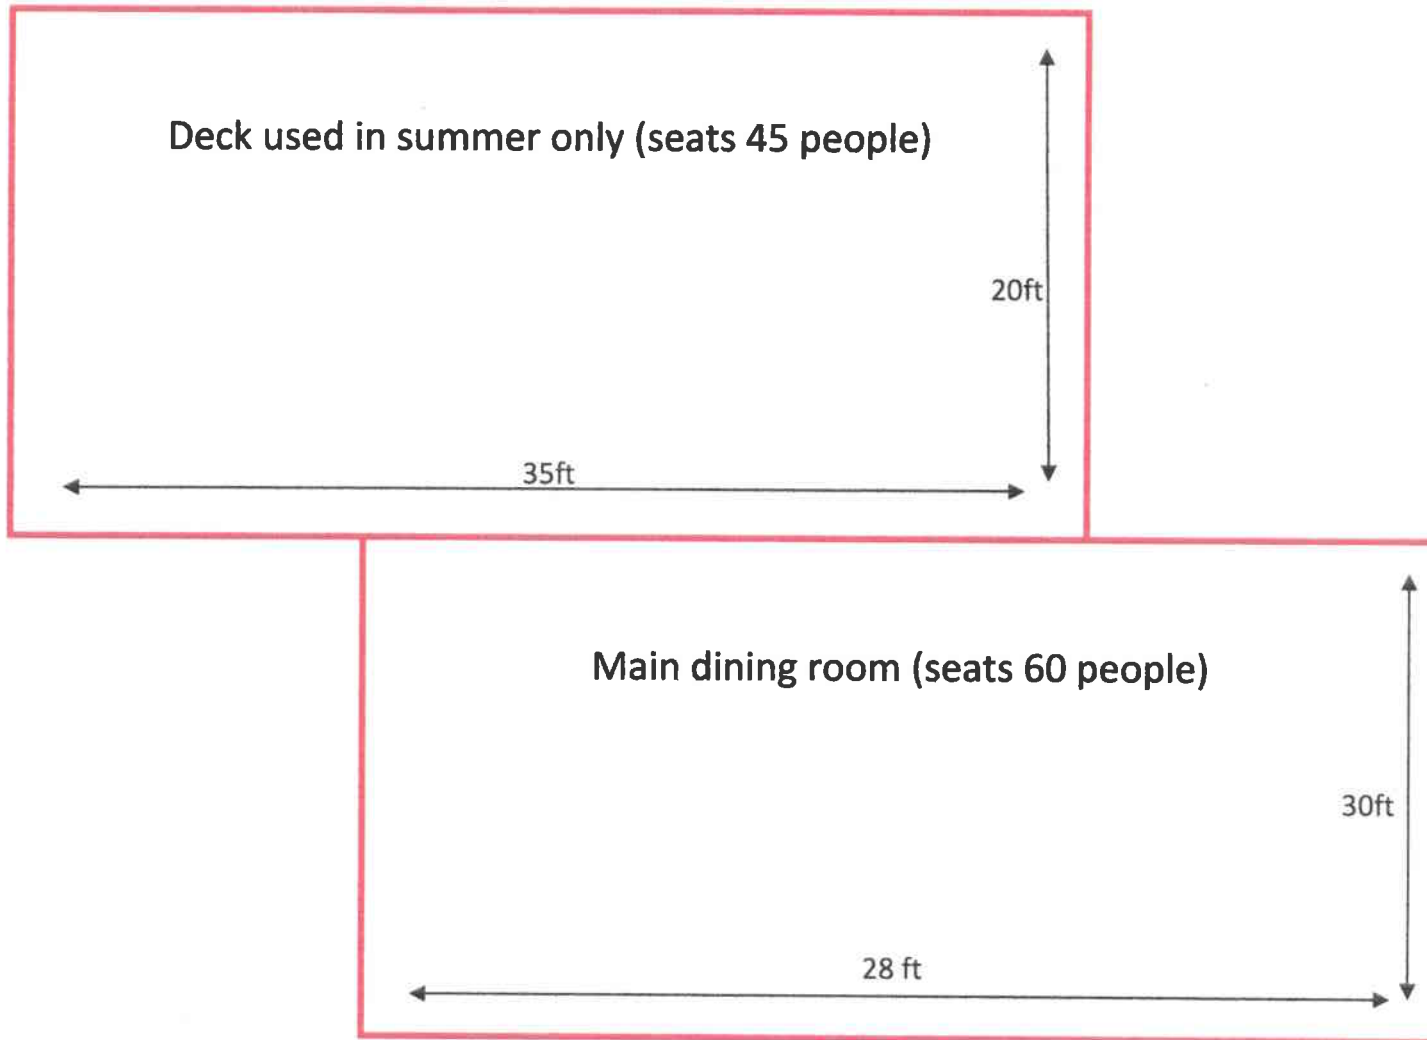 Deck used in summer only (seats 45 people)
20ft
35ft
Main dining room (seats 60 people)
30ft
28 ft